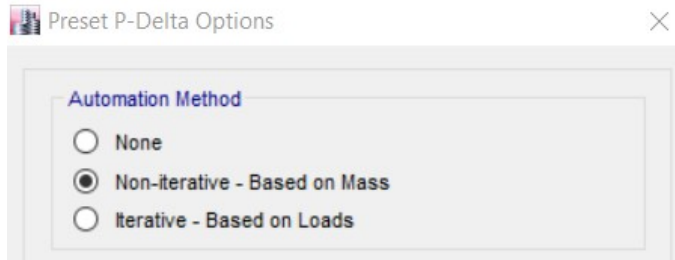 Preset P-Delta Options
Automation Method
None
Non-iterative - Based on Mass
Iterative - Based on Loads